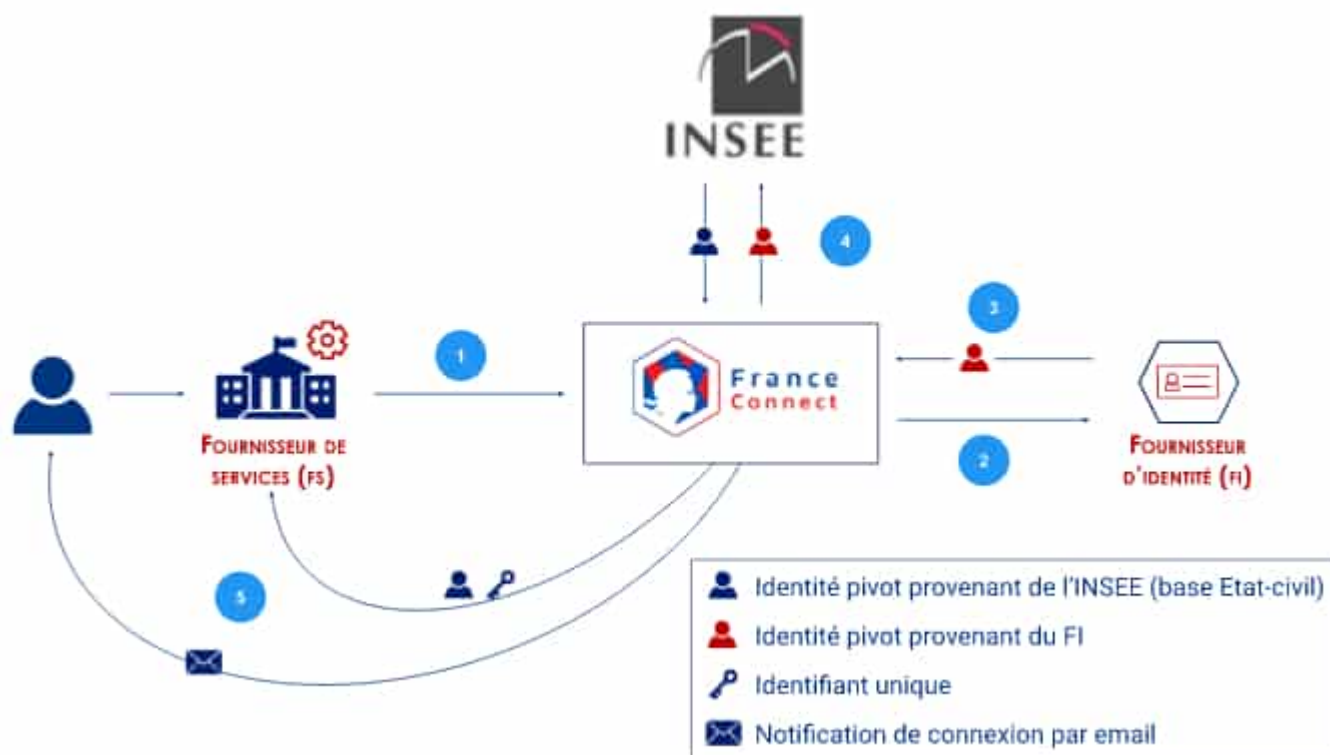 INSEE
4
3
1
France
Connect
FOURNISSEUR DE
SERVICES (FS)
2
FOURNISSEUR
D'IDENTITÉ (FI)
5
Identité pivot provenant de l'INSEE (base Etat-civil)
Identité pivot provenant du FI
Identifiant unique
Notification de connexion par email